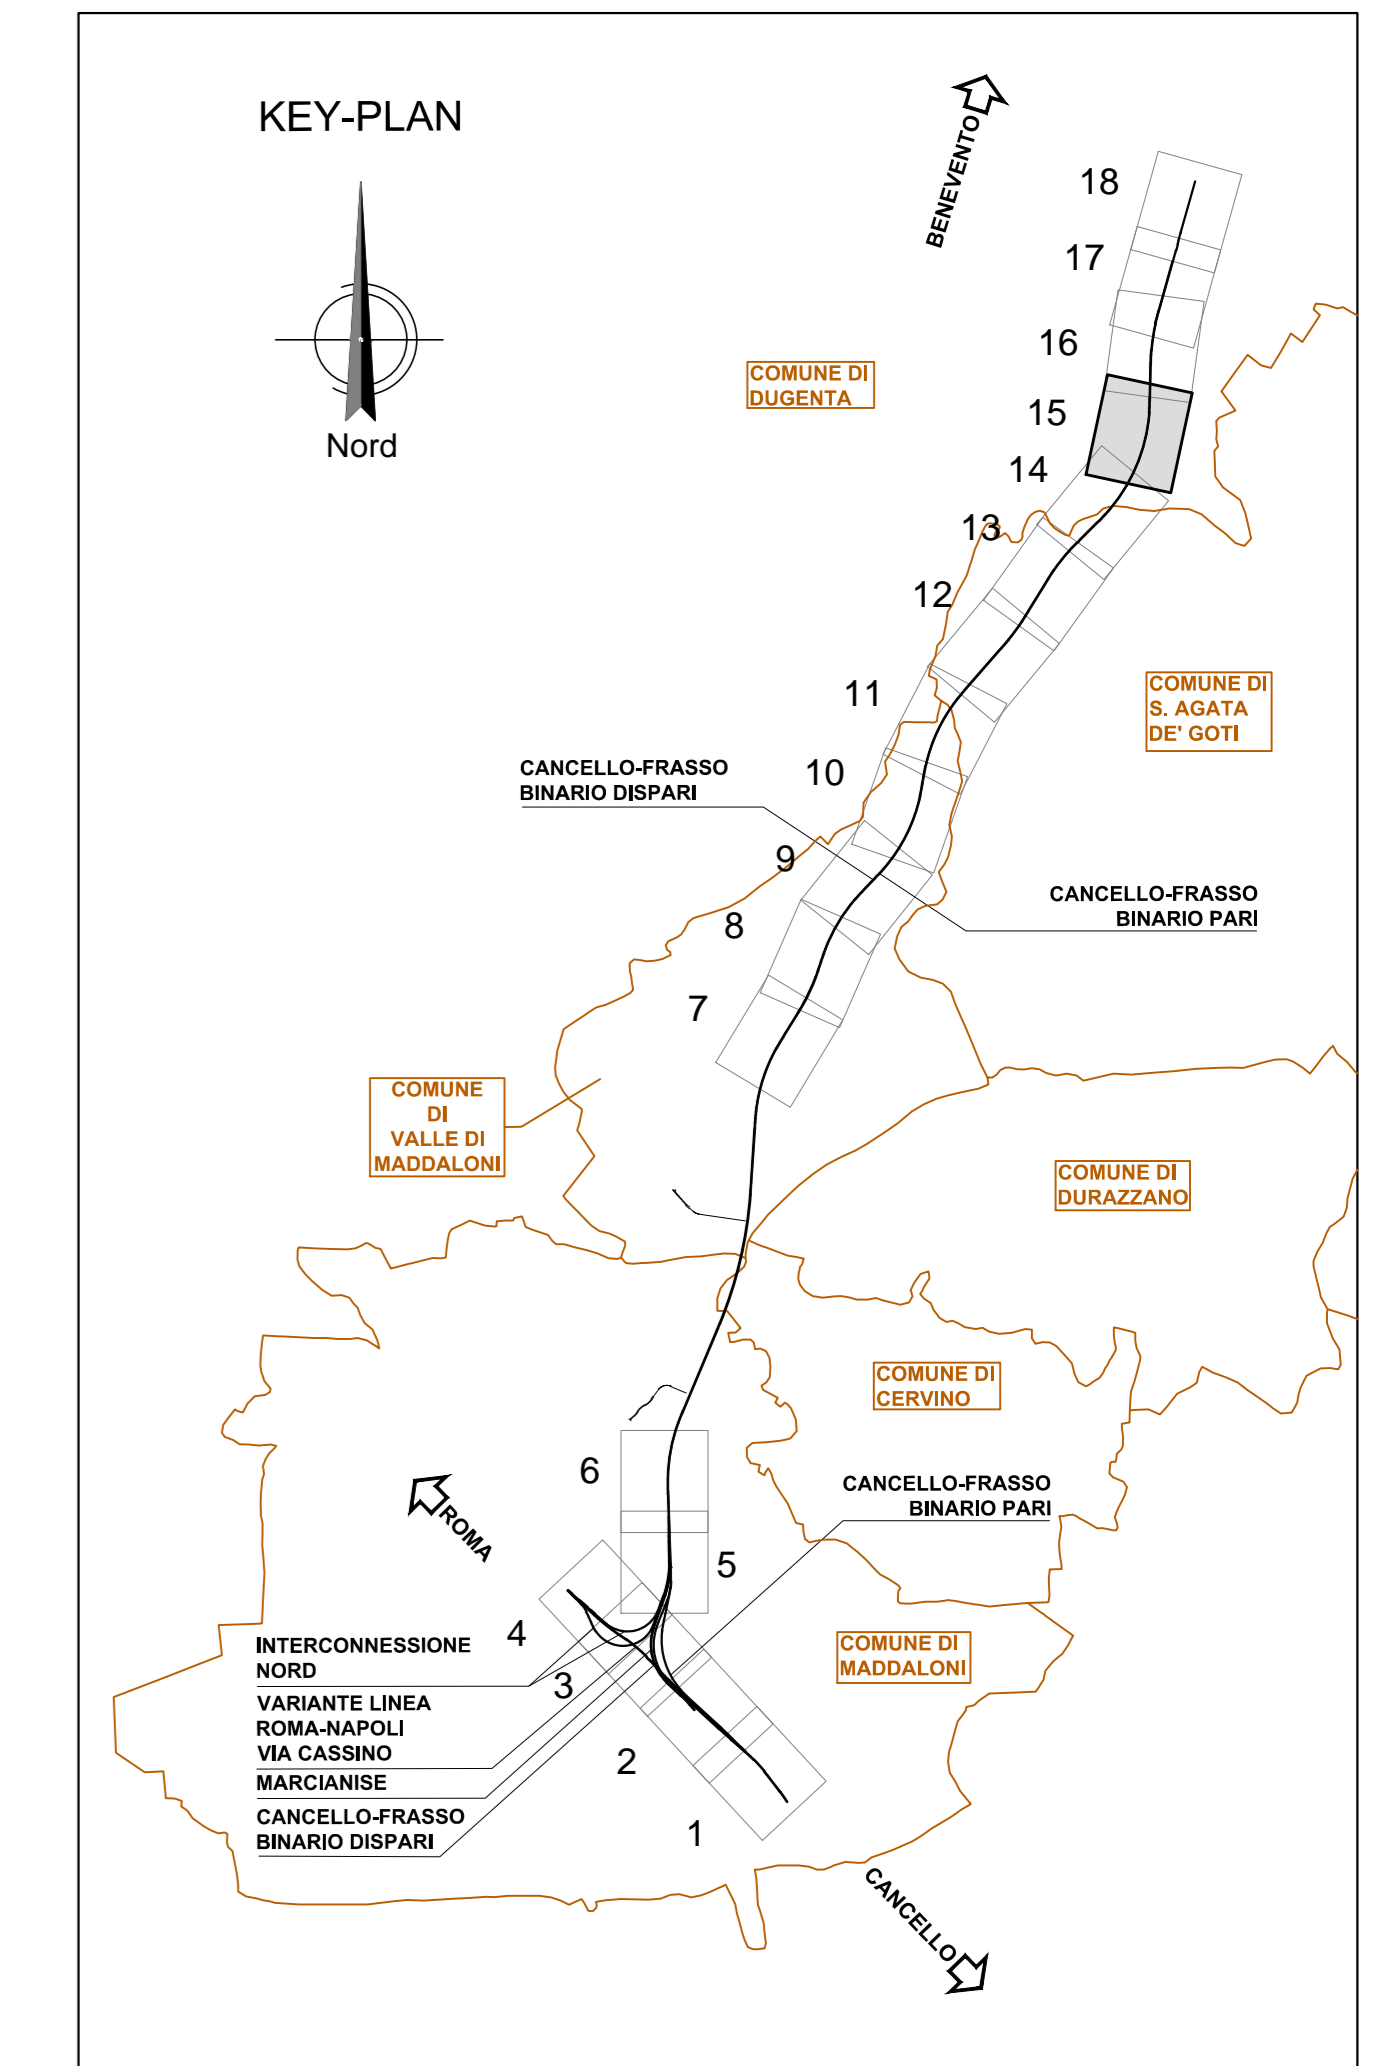 KEY-PLAN
Nord
BENEVENTO
18
17
16
15
14
13
12
11
10
9
8
7
COMUNE DI
DUGENTA
COMUNE DI
S. AGATA
DE' GOTI
CANCELLO-FRASSO
BINARIO DISPARI
CANCELLO-FRASSO
BINARIO PARI
COMUNE
DI
VALLE DI
MADDALONI
COMUNE DI
DURAZZANO
COMUNE DI
CERVINO
6
ROMA
CANCELLO-FRASSO
BINARIO PARI
5
4
3
2
1
INTERCONNESSIONE
NORD
VARIANTE LINEA
ROMA-NAPOLI
VIA CASSINO
MARCIANISE
CANCELLO-FRASSO
BINARIO DISPARI
COMUNE DI
MADDALONI
CANCELLO